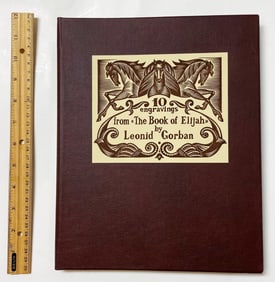 10
engravings
from «The Book of Elijah»
by
Leonid Gorban